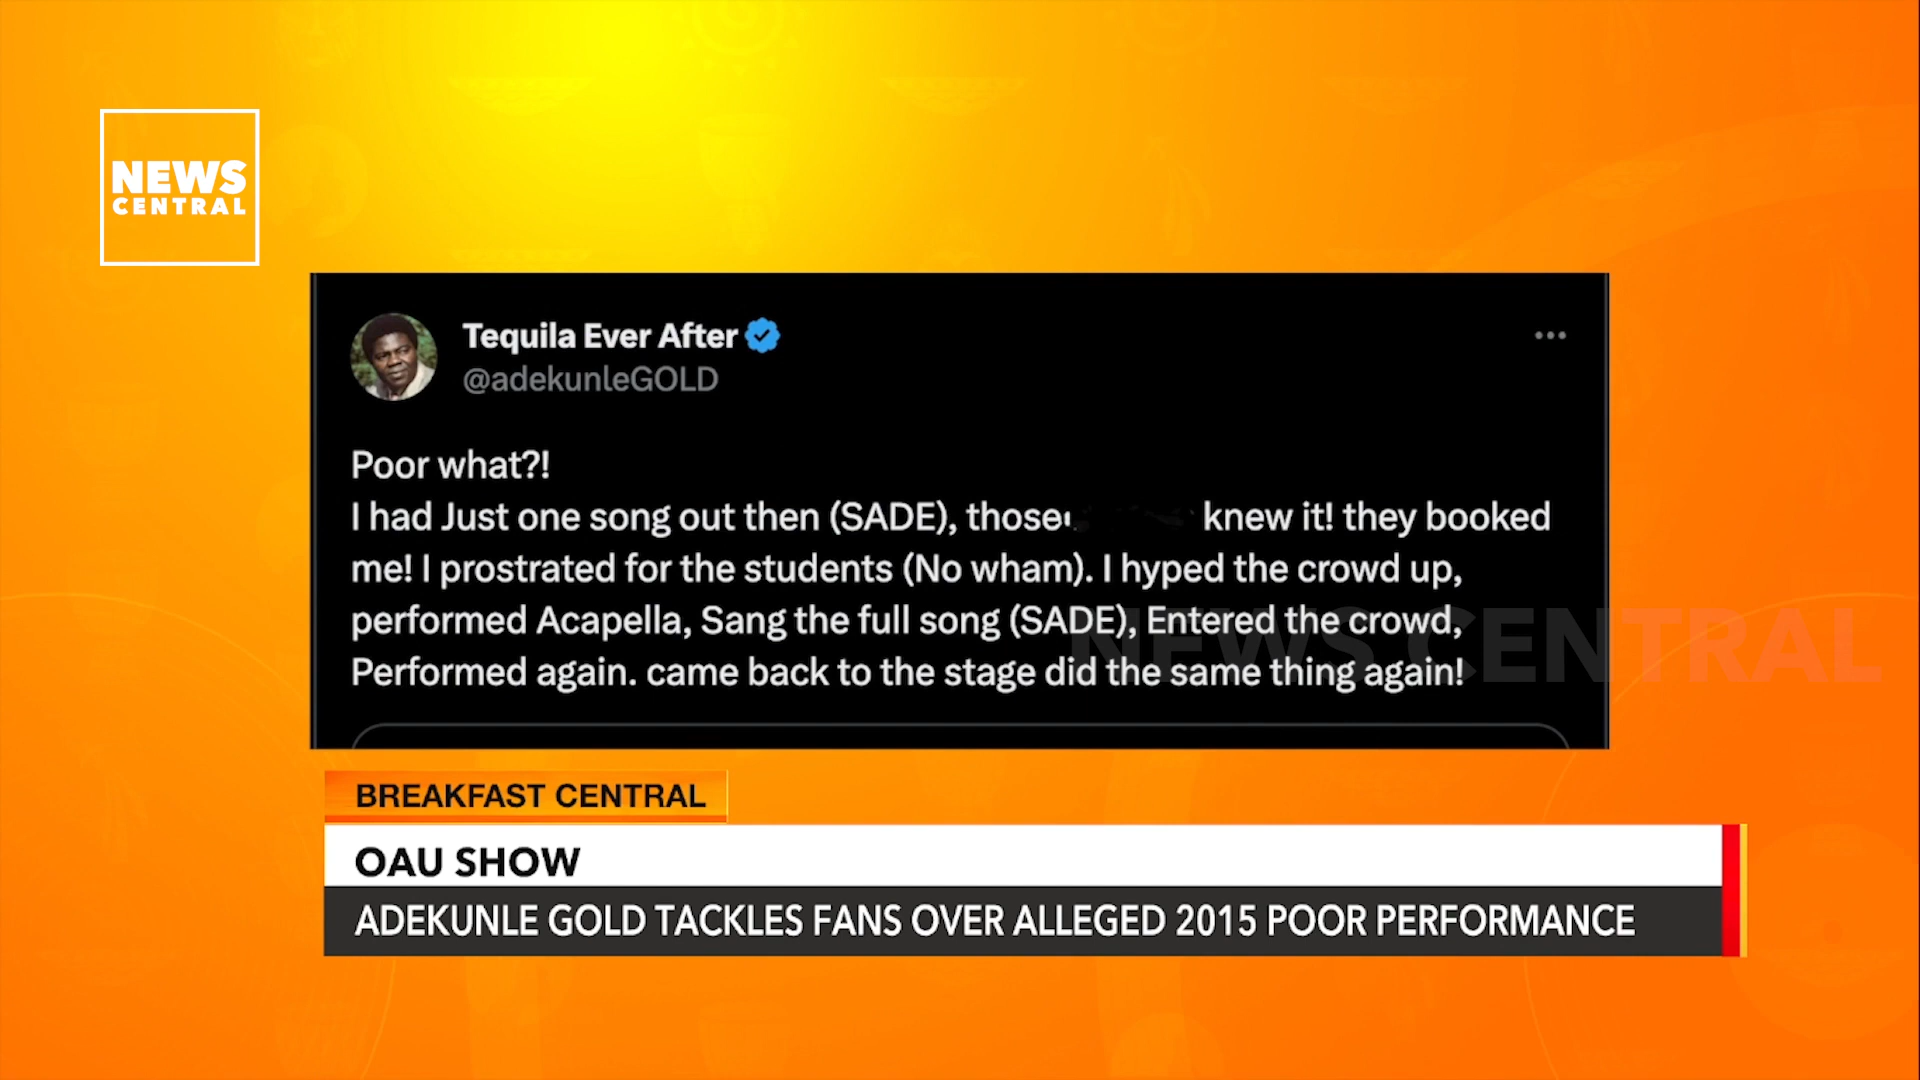 NEWS
CENTRAL
Tequila Ever After
@adekunleGOLD
Poor what?!
I had Just one song out then (SADE), those knew it! they booked
me! I prostrated for the students (No wham). I hyped the crowd up,
performed Acapella, Sang the full song (SADE), Entered the crowd,
Performed again. came back to the stage did the same thing again!
NEWS CENTRAL
BREAKFAST CENTRAL
OAU SHOW
ADEKUNLE GOLD TACKLES FANS OVER ALLEGED 2015 POOR PERFORMANCE